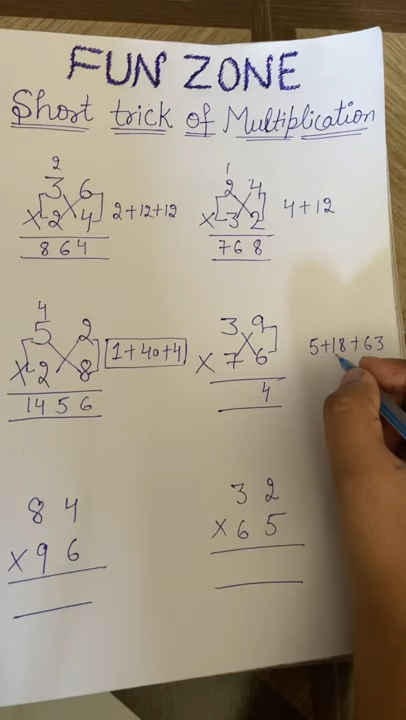 FUN ZONE
Short trick of Multiplication
2
3 6
× 2 4
2+12+12
8 6 4
1
2 4
× 3 2
4+12
7 6 8
4
5 2
× 2 8
1+40+4
14 5 6
3 9
× 7 6
5+18+63
4
8 4
× 9 6
3 2
× 6 5